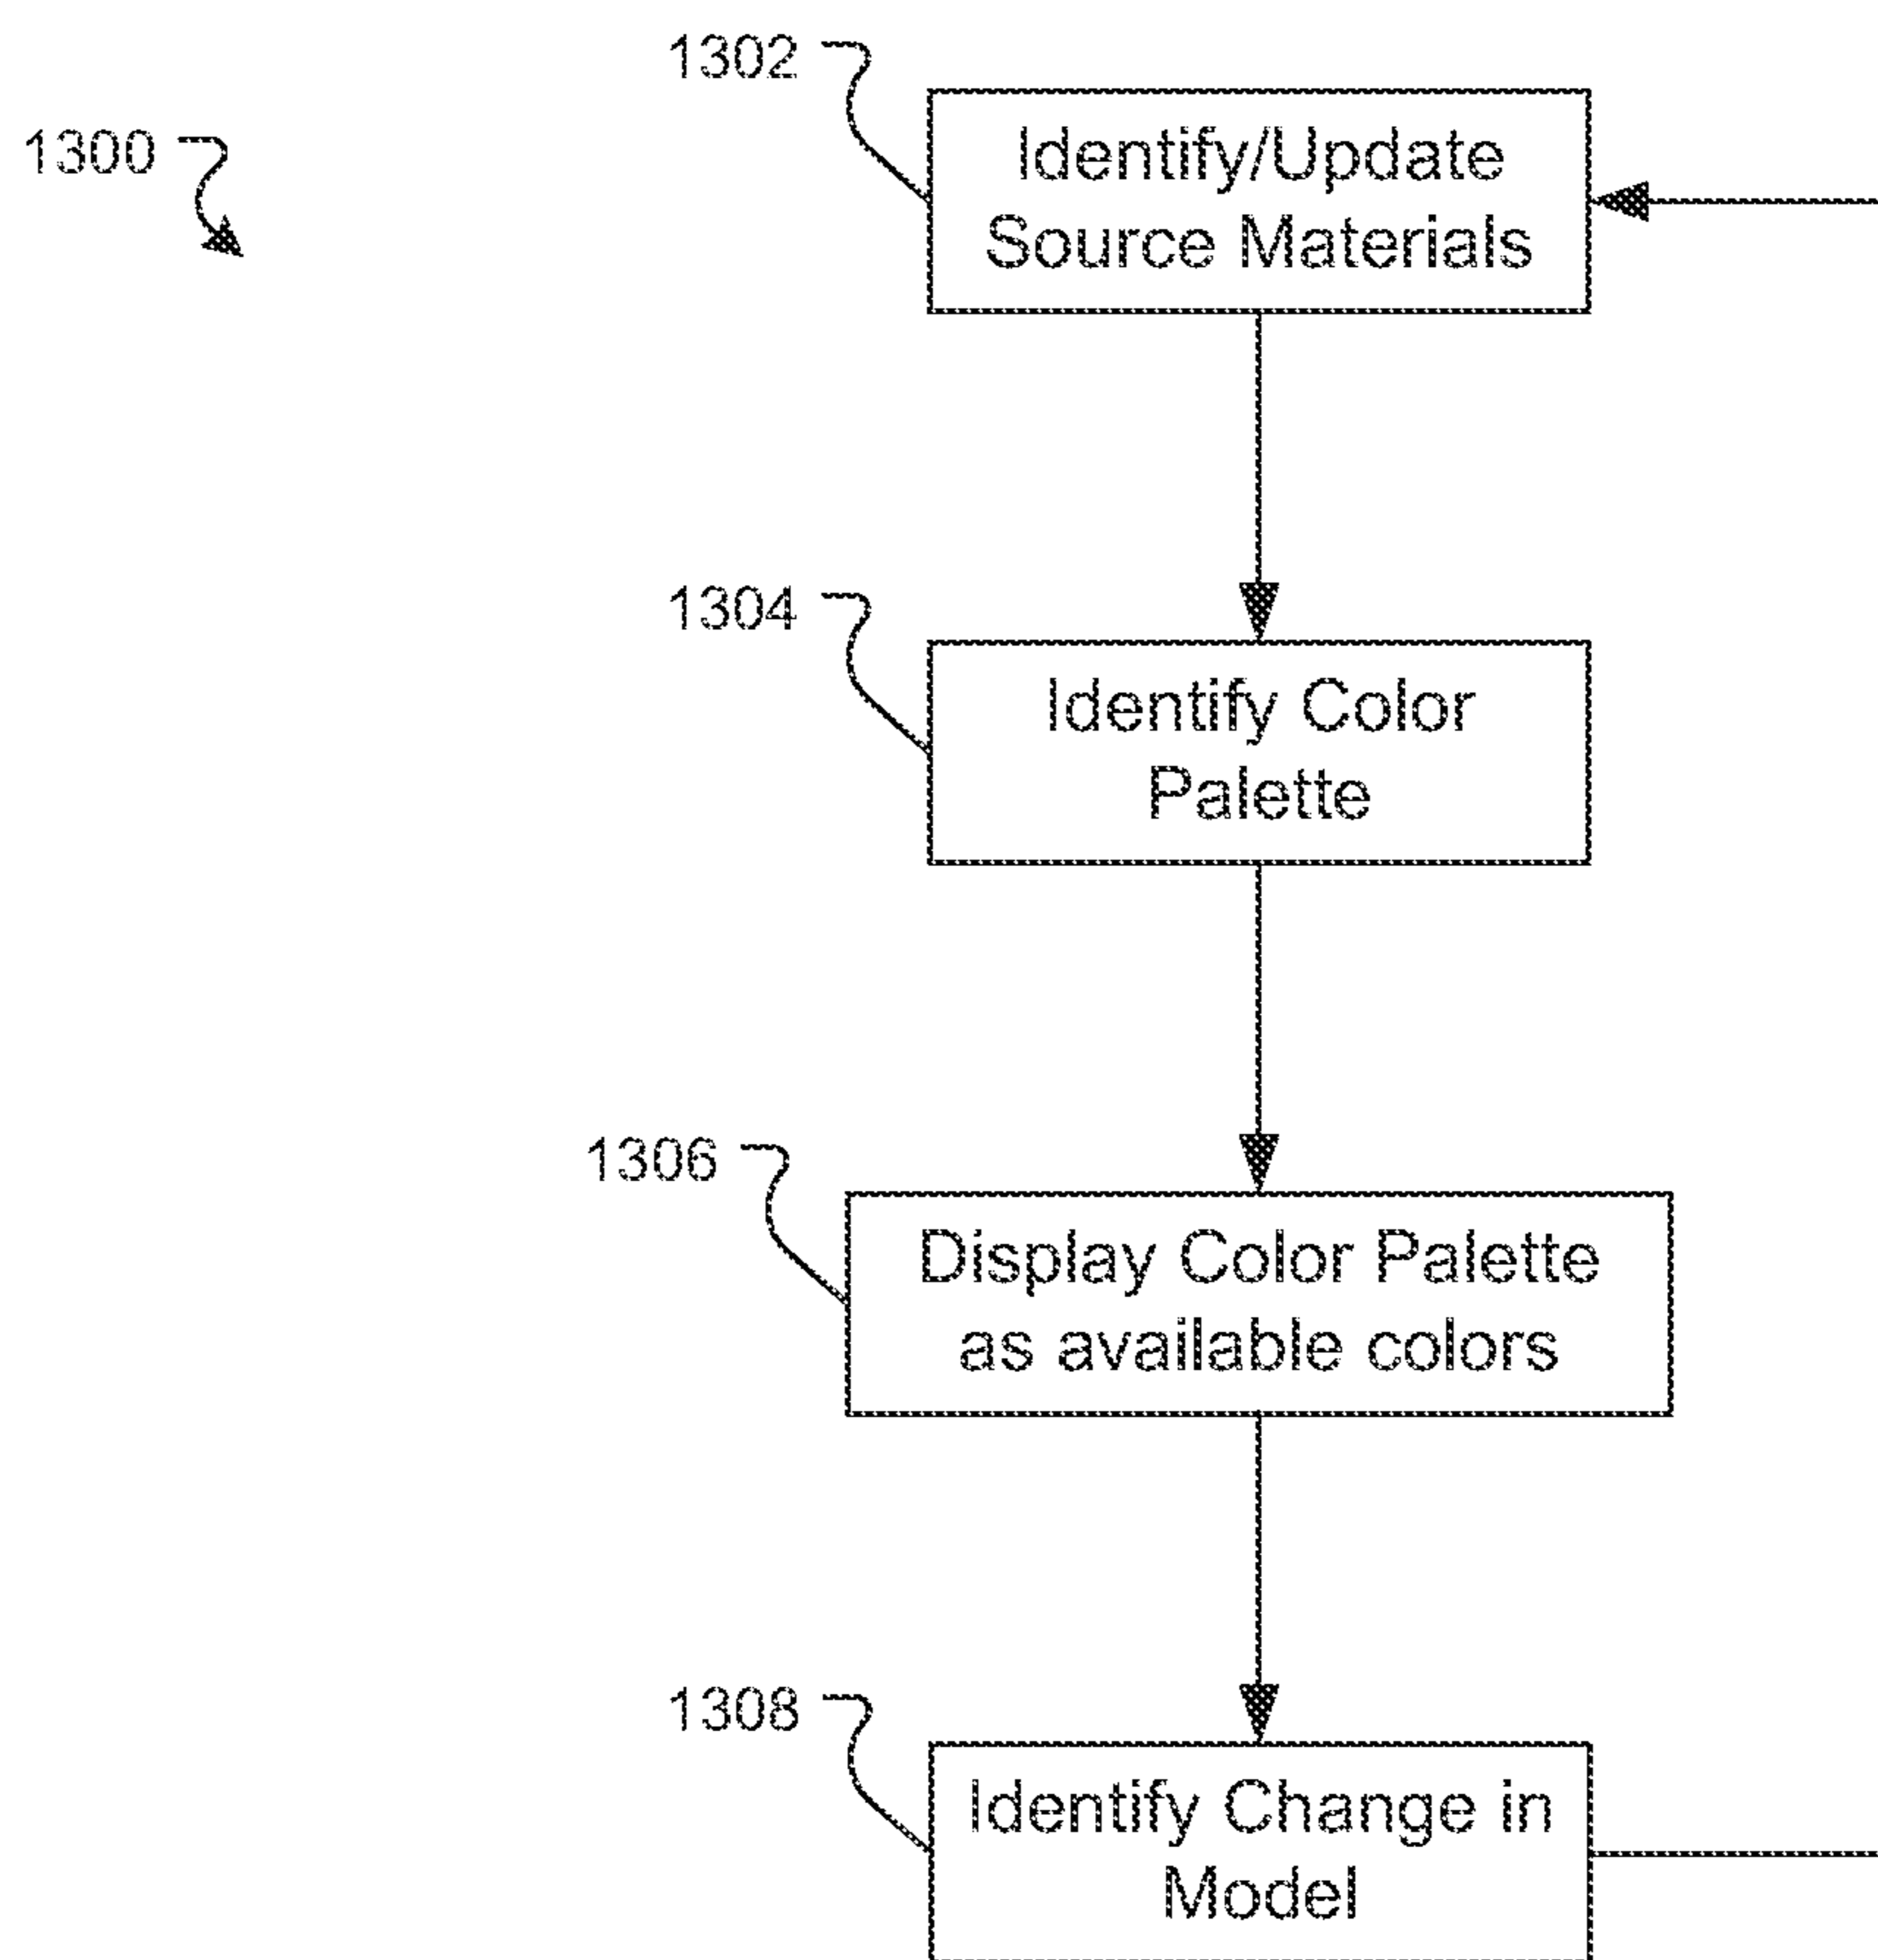 1302
1300
Identify/Update
Source Materials
1304
Identify Color
Palette
1306
Display Color Palette
as available colors
1308
Identify Change in
Model